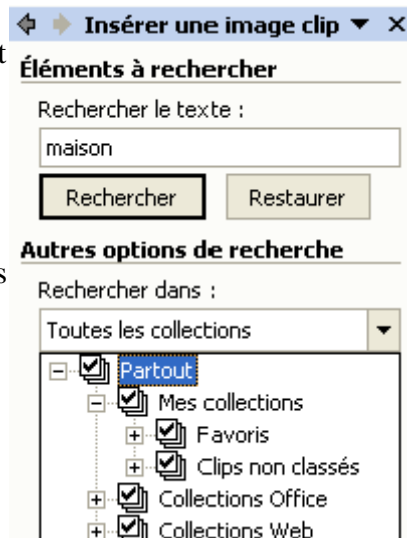 Insérer une image clip
t
Éléments à rechercher
Rechercher le texte :
maison
Rechercher Restaurer
Autres options de recherche
s
Rechercher dans :
Toutes les collections
Partout
Mes collections
Favoris
Clips non classés
Collections Office
Collections Web